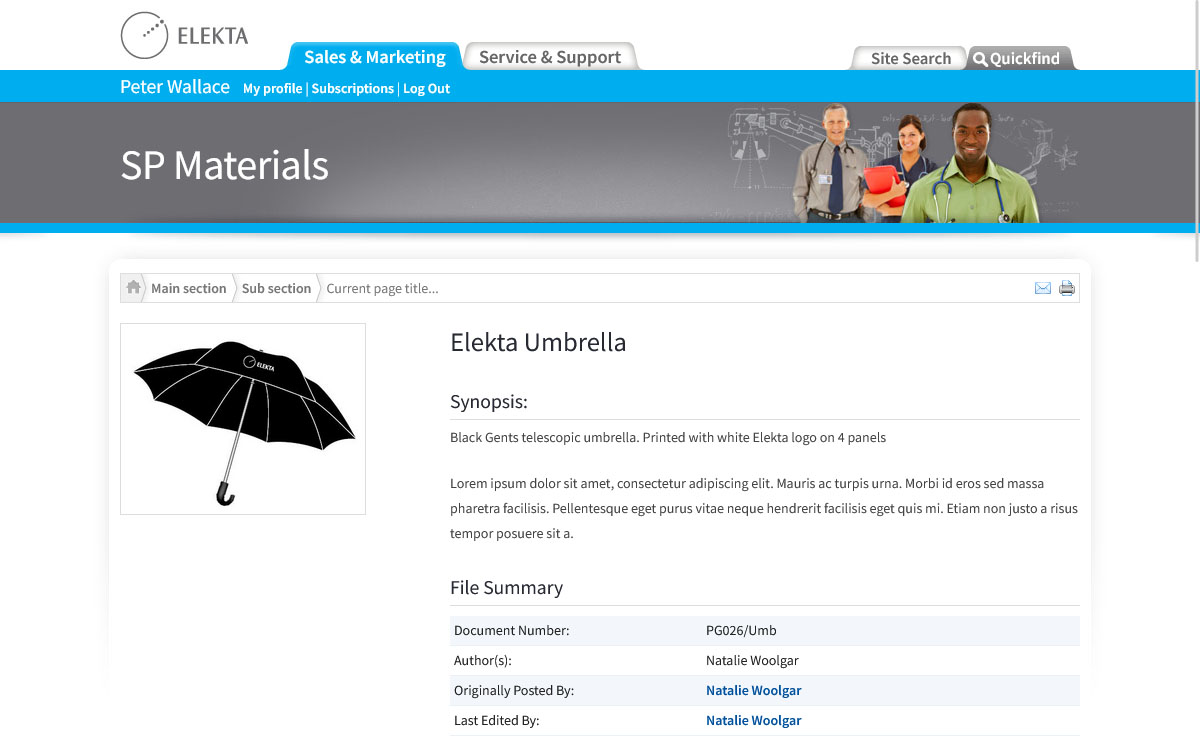 ELEKTA
Sales & Marketing
Service & Support
Site Search
Quickfind
Peter Wallace My profile | Subscriptions | Log Out
SP Materials
Main section
Sub section
Current page title...
ELEKTA
Elekta Umbrella
Synopsis:
Black Gents telescopic umbrella. Printed with white Elekta logo on 4 panels
Lorem ipsum dolor sit amet, consectetur adipiscing elit. Mauris ac turpis urna. Morbi id eros sed massa
pharetra facilisis. Pellentesque eget purus vitae neque hendrerit facilisis eget quis mi. Etiam non justo a risus
tempor posuere sit a.
File Summary
Document Number: PG026/Umb
Author(s): Natalie Woolgar
Originally Posted By: Natalie Woolgar
Last Edited By: Natalie Woolgar